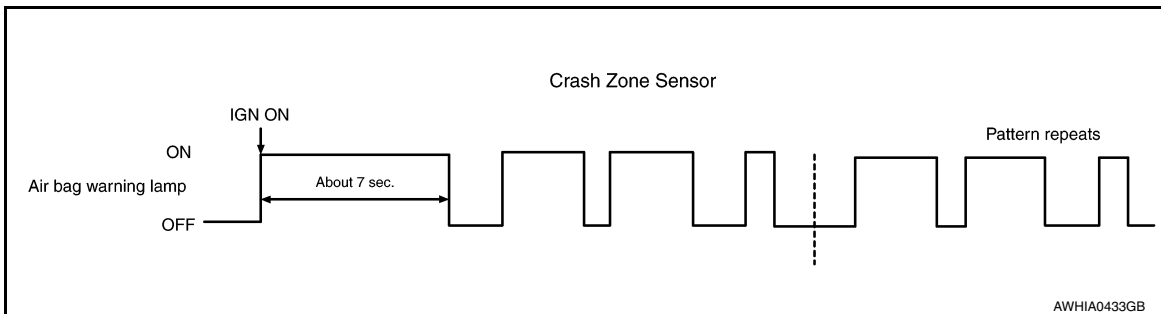 Crash Zone Sensor
IGN ON
Pattern repeats
ON
Air bag warning lamp
About 7 sec.
OFF
AWHIA0433GB